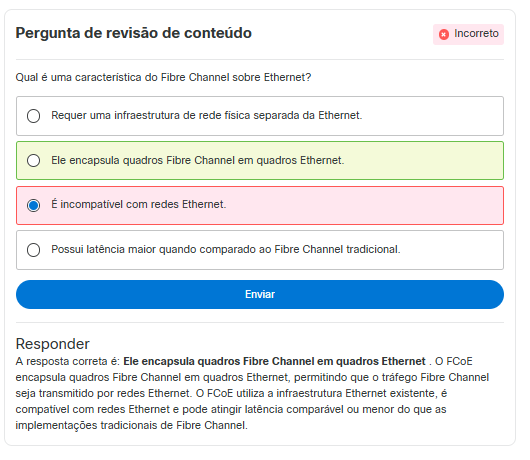 Pergunta de revisão de conteúdo
Incorreto
Qual é uma característica do Fibre Channel sobre Ethernet?
Requer uma infraestrutura de rede física separada da Ethernet.
Ele encapsula quadros Fibre Channel em quadros Ethernet.
É incompatível com redes Ethernet.
Possui latência maior quando comparado ao Fibre Channel tradicional.
Enviar
Responder
A resposta correta é: Ele encapsula quadros Fibre Channel em quadros Ethernet . O FCoE
encapsula quadros Fibre Channel em quadros Ethernet, permitindo que o tráfego Fibre Channel
seja transmitido por redes Ethernet. O FCoE utiliza a infraestrutura Ethernet existente, é
compatível com redes Ethernet e pode atingir latência comparável ou menor do que as
implementações tradicionais de Fibre Channel.